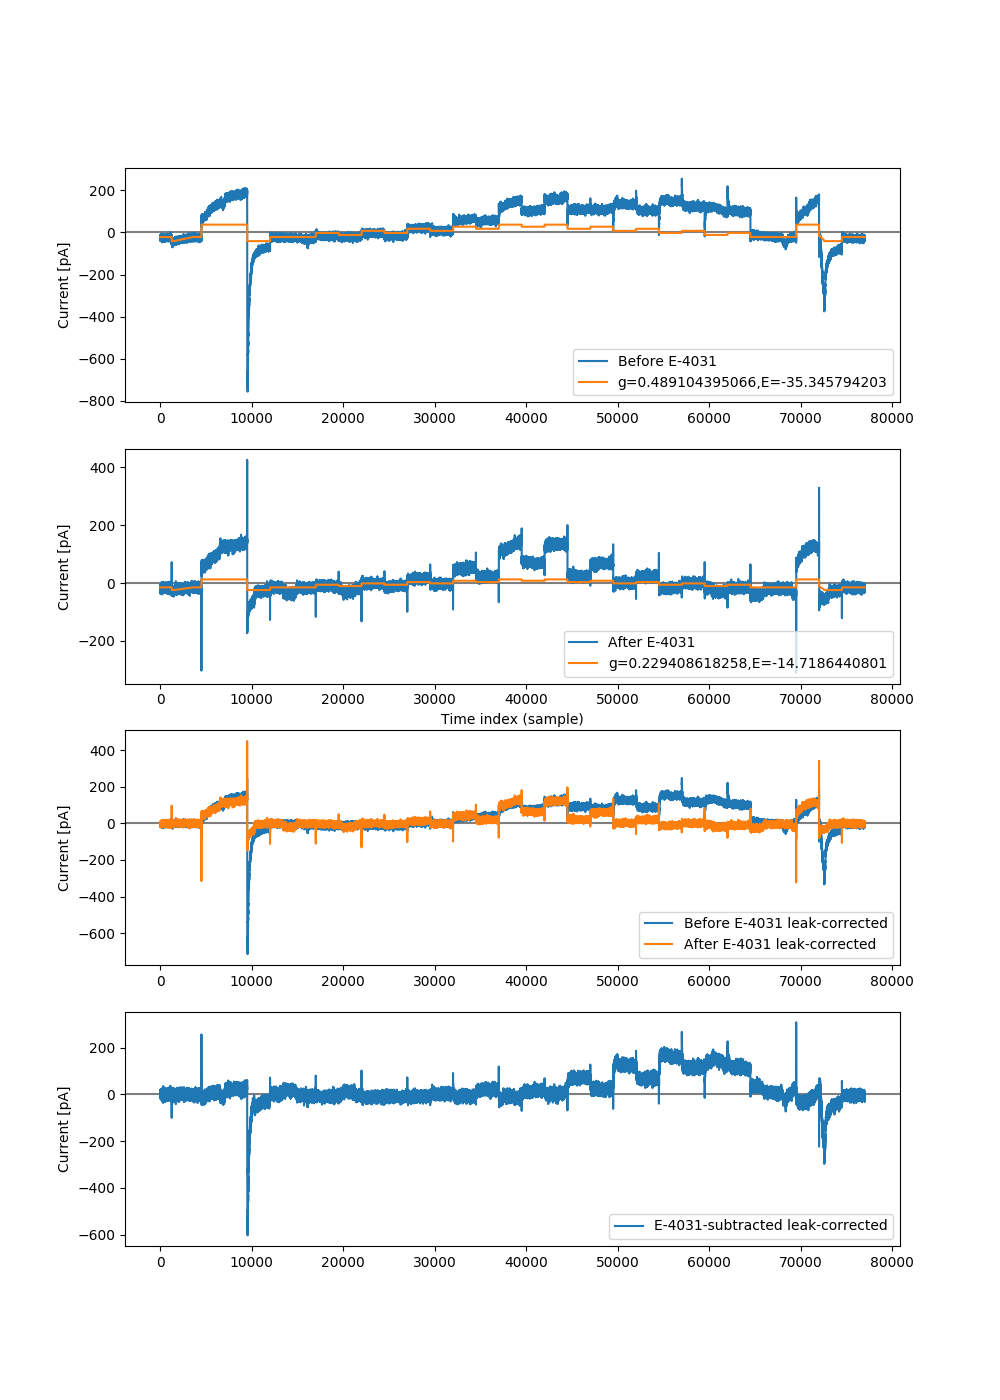 200
0
−200
−400
−600
−800
Current [pA]
Before E-4031
g=0.489104395066,E=-35.345794203
0 10000 20000 30000 40000 50000 60000 70000 80000
400
200
0
−200
Current [pA]
After E-4031
g=0.229408618258,E=-14.7186440801
0 10000 20000 30000 40000 50000 60000 70000 80000
Time index (sample)
400
200
0
−200
−400
−600
Current [pA]
Before E-4031 leak-corrected
After E-4031 leak-corrected
0 10000 20000 30000 40000 50000 60000 70000 80000
200
0
−200
−400
−600
Current [pA]
E-4031-subtracted leak-corrected
0 10000 20000 30000 40000 50000 60000 70000 80000